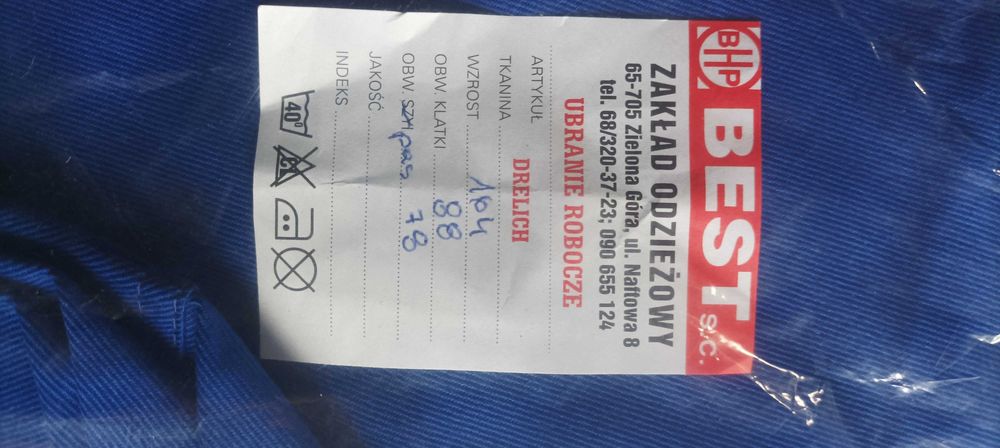 BHP BEST s.c.
ZAKŁAD ODZIEŻOWY
65-705 Zielona Góra, ul. Naftowa 8
tel. 68/320-37-23; 090 655 124
UBRANIE ROBOCZE
ARTYKUŁ
TKANINA DRELICH
WZROST 164
OBW. KLATKI 88
OBW. SZYI pas 78
JAKOŚĆ
INDEKS
40°